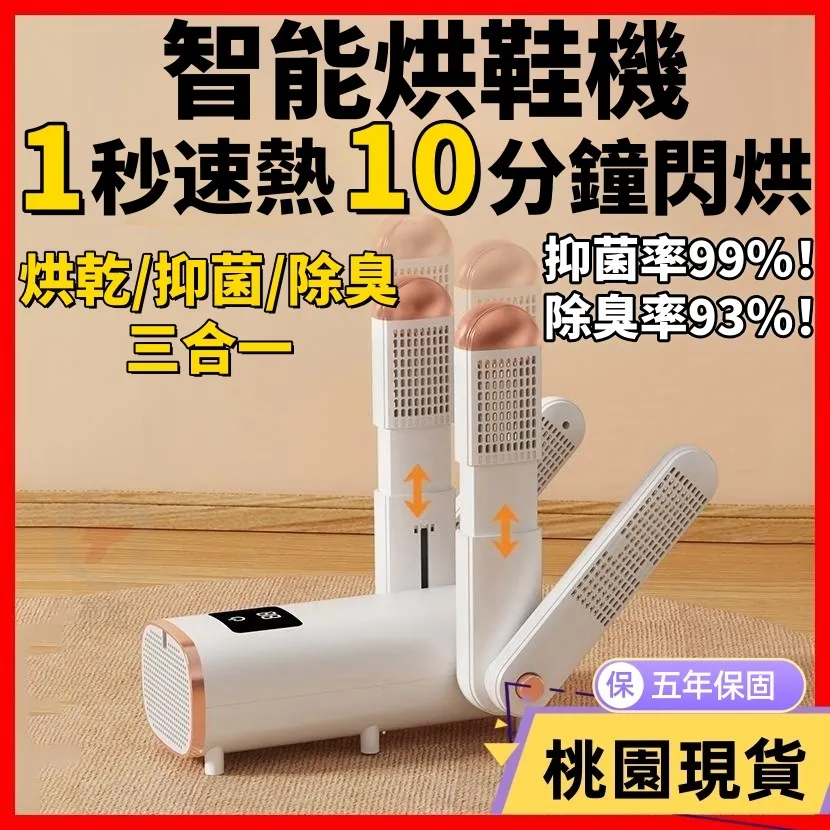 智能烘鞋機
1秒速熱10分鐘閃烘
烘乾/抑菌/除臭
三合一
抑菌率99%!
除臭率93%!
88
保 五年保固
桃園現貨